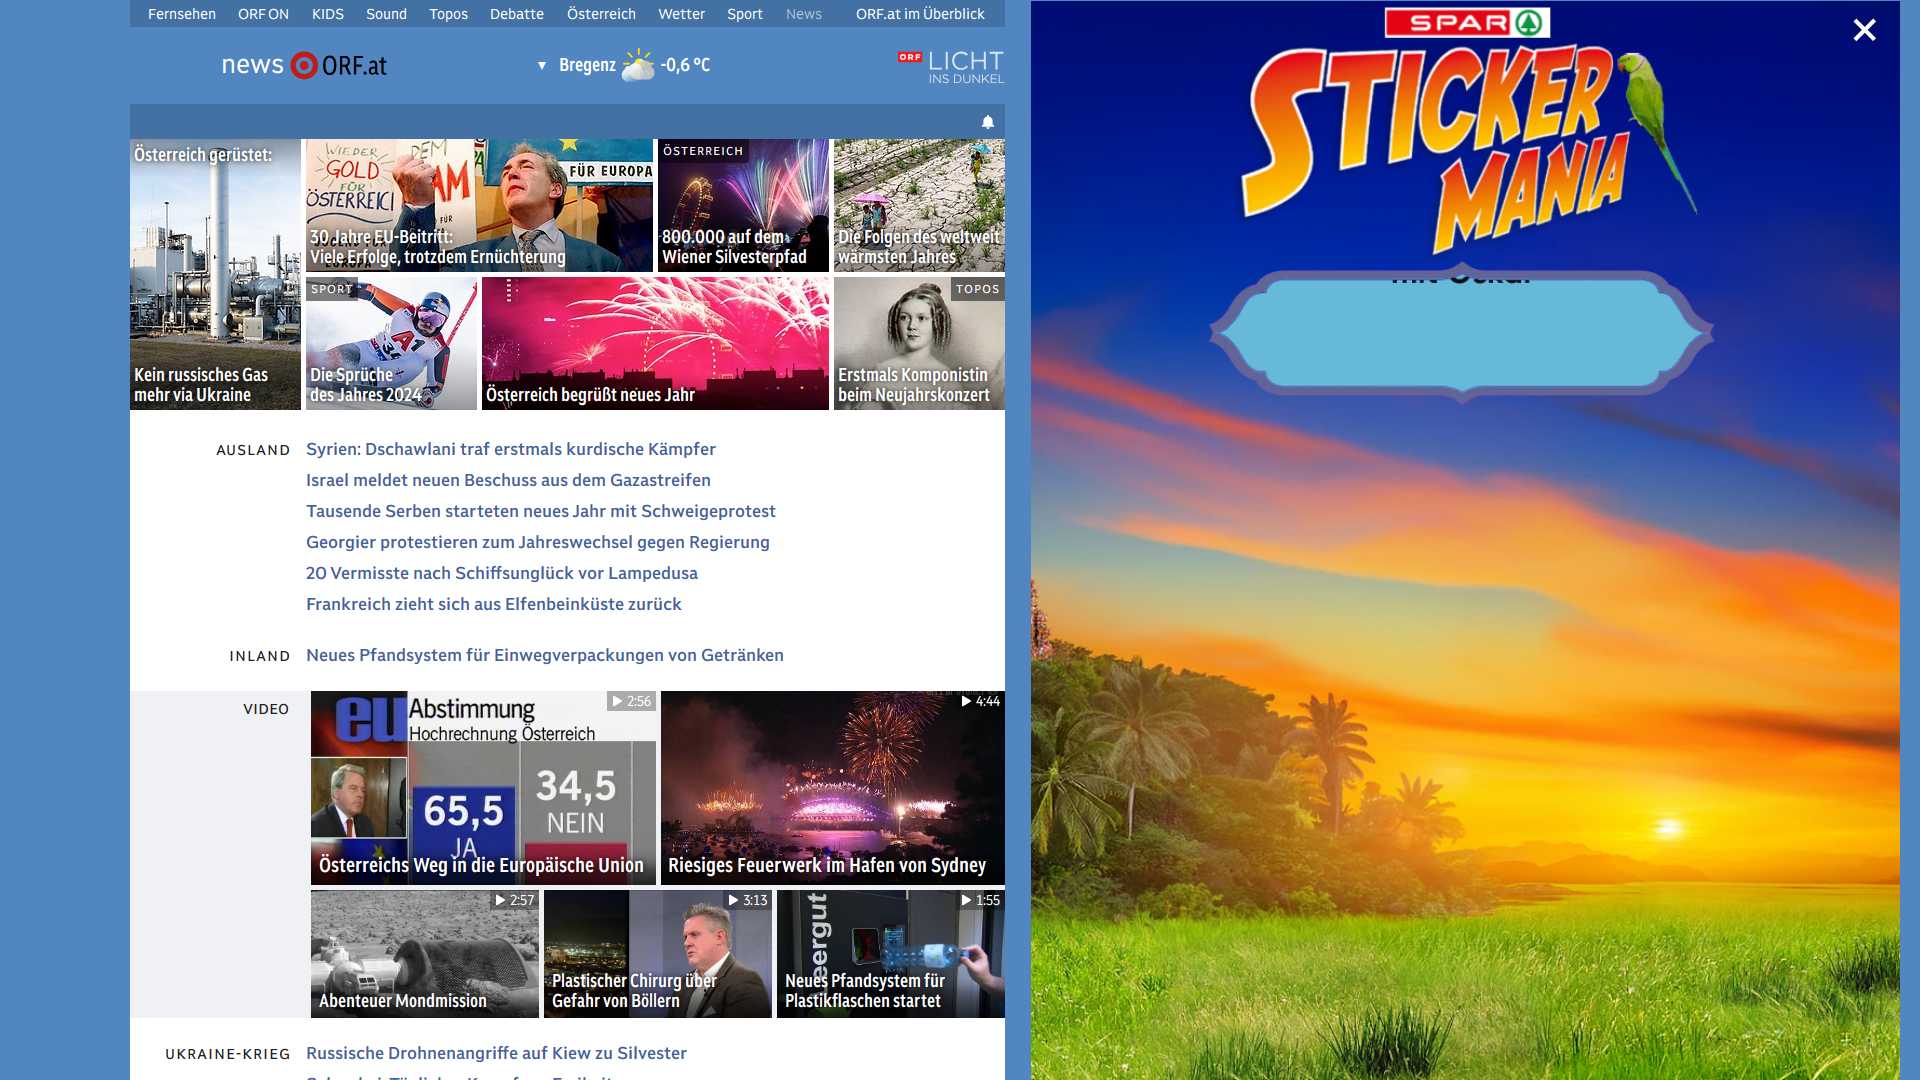 Fernsehen ORF ON KIDS Sound Topos Debatte Österreich Wetter Sport News ORF.at im Überblick
news ORF.at
Bregenz -0,6 °C
ORF LICHT
INS DUNKEL
Österreich gerüstet:
Kein russisches Gas
mehr via Ukraine
WIEDER
GOLD
FÜR
ÖSTERREICH
FÜR EUROPA
30 Jahre EU-Beitritt:
Viele Erfolge, trotzdem Ernüchterung
ÖSTERREICH
800.000 auf dem
Wiener Silvesterpfad
Die Folgen des weltweit
wärmsten Jahres
SPORT
Die Sprüche
des Jahres 2024
Österreich begrüßt neues Jahr
TOPOS
Erstmals Komponistin
beim Neujahrskonzert
AUSLAND
Syrien: Dschawlani traf erstmals kurdische Kämpfer
Israel meldet neuen Beschuss aus dem Gazastreifen
Tausende Serben starteten neues Jahr mit Schweigeprotest
Georgier protestieren zum Jahreswechsel gegen Regierung
20 Vermisste nach Schiffsunglück vor Lampedusa
Frankreich zieht sich aus Elfenbeinküste zurück
INLAND
Neues Pfandsystem für Einwegverpackungen von Getränken
VIDEO
2:56
eu Abstimmung
Hochrechnung Österreich
65,5
JA
34,5
NEIN
Österreichs Weg in die Europäische Union
4:44
Riesiges Feuerwerk im Hafen von Sydney
2:57
Abenteuer Mondmission
3:13
Plastischer Chirurg über
Gefahr von Böllern
1:55
eergut
Neues Pfandsystem für
Plastikflaschen startet
UKRAINE-KRIEG
Russische Drohnenangriffe auf Kiew zu Silvester
SPAR
STICKER
MANIA